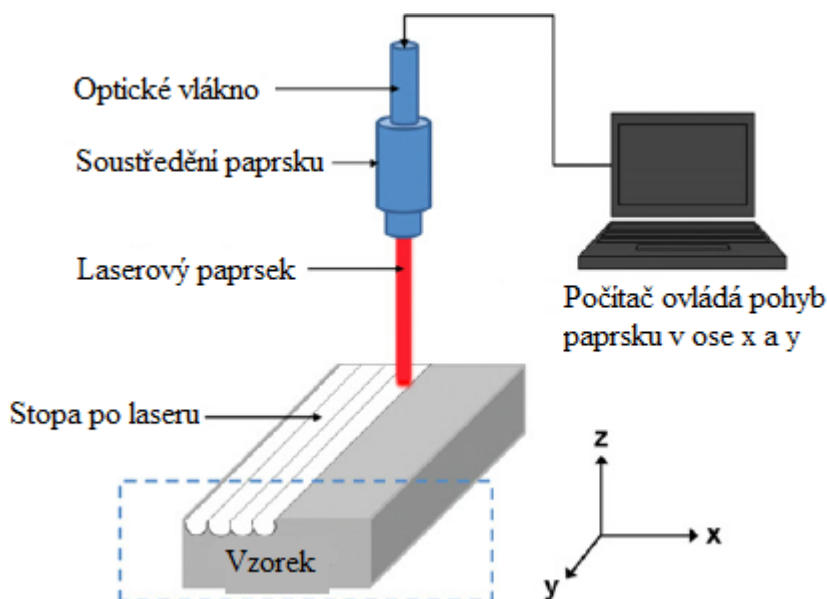 Optické vlákno
Soustředění paprsku
Laserový paprsek
Počítač ovládá pohyb
paprsku v ose x a y
Stopa po laseru
Vzorek
z
x
y